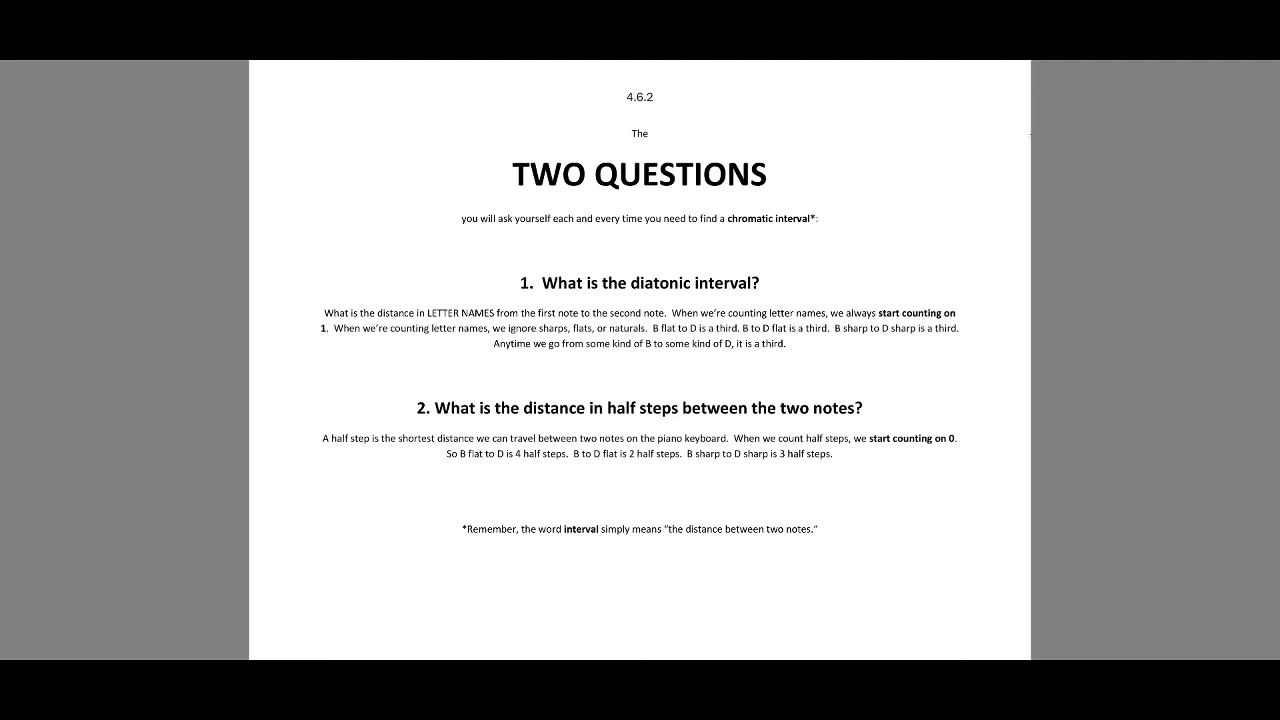 4.6.2
The
TWO QUESTIONS
you will ask yourself each and every time you need to find a chromatic interval*:
1.  What is the diatonic interval?
What is the distance in LETTER NAMES from the first note to the second note.  When we're counting letter names, we always start counting on
1.  When we're counting letter names, we ignore sharps, flats, or naturals.  B flat to D is a third. B to D flat is a third.  B sharp to D sharp is a third.
Anytime we go from some kind of B to some kind of D, it is a third.
2. What is the distance in half steps between the two notes?
A half step is the shortest distance we can travel between two notes on the piano keyboard.  When we count half steps, we start counting on 0.
So B flat to D is 4 half steps.  B to D flat is 2 half steps.  B sharp to D sharp is 3 half steps.
*Remember, the word interval simply means "the distance between two notes."